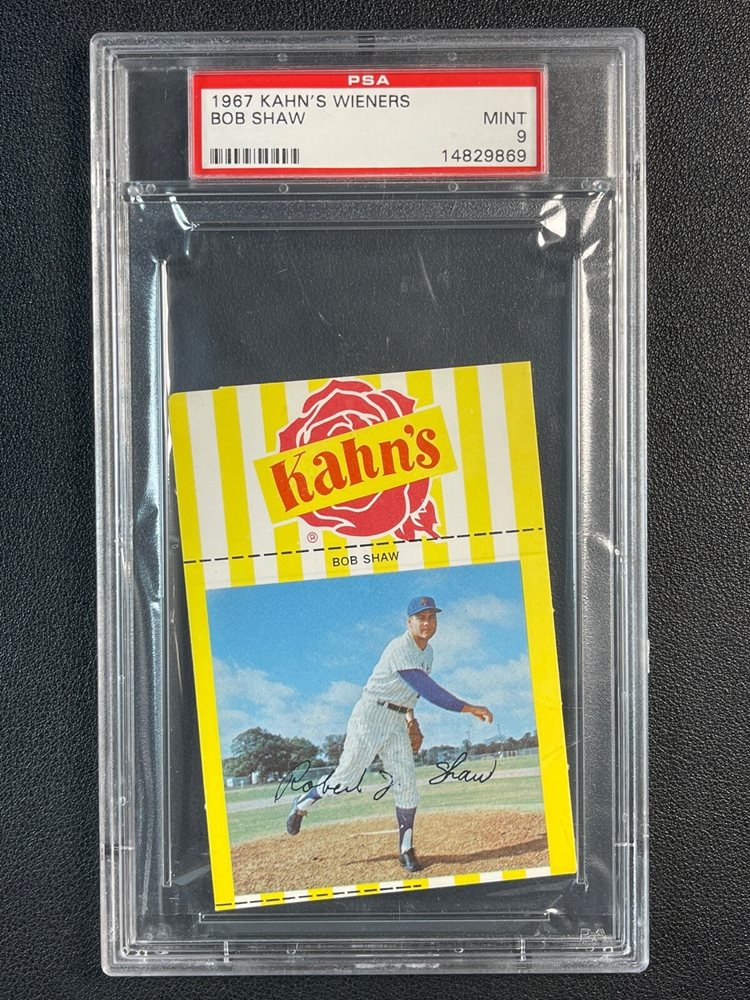 PSA
1967 KAHN'S WIENERS
BOB SHAW MINT
9
14829869
Kahn's
®
BOB SHAW
Robert J. Shaw